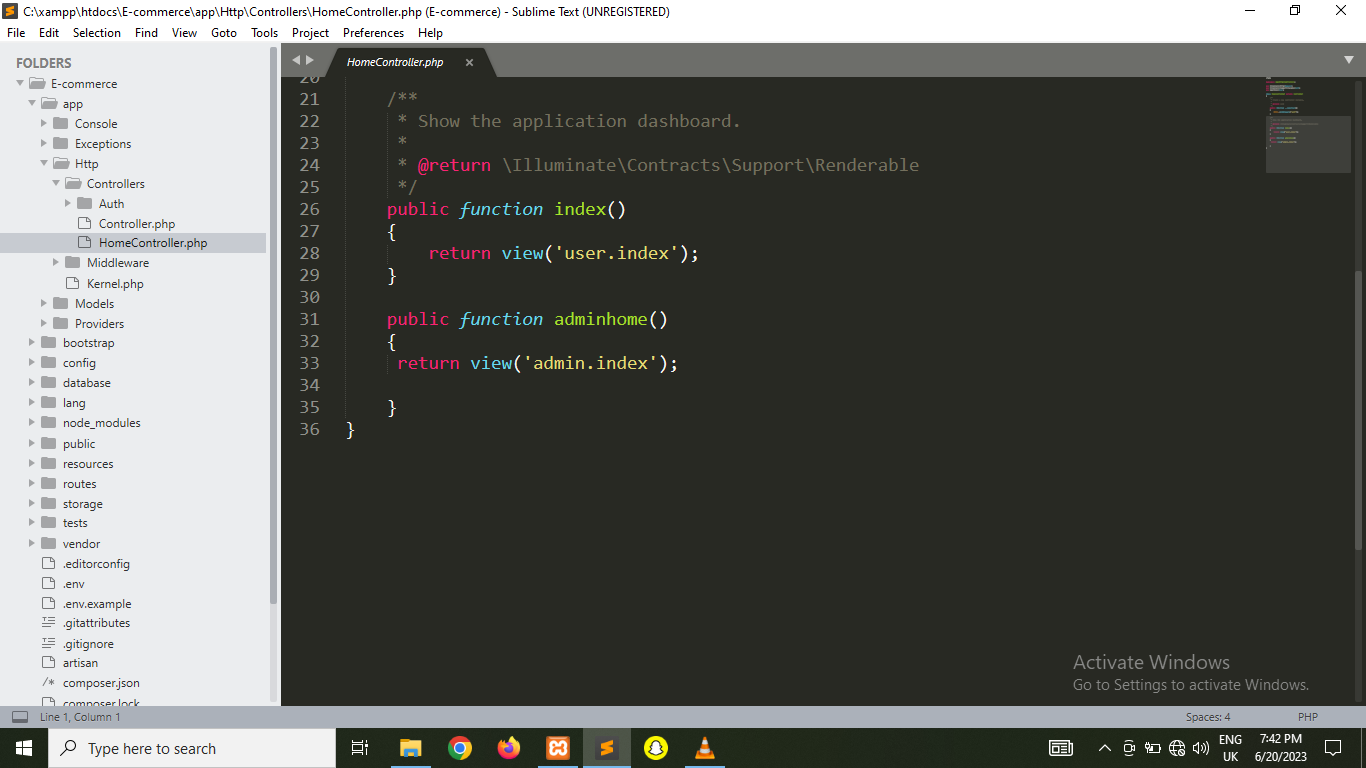 C:\xampp\htdocs\E-commerce\app\Http\Controllers\HomeController.php (E-commerce) - Sublime Text (UNREGISTERED)
File Edit Selection Find View Goto Tools Project Preferences Help
FOLDERS
E-commerce
app
Console
Exceptions
Http
Controllers
Auth
Controller.php
HomeController.php
Middleware
Kernel.php
Models
Providers
bootstrap
config
database
lang
node_modules
public
resources
routes
storage
tests
vendor
.editorconfig
.env
.env.example
.gitattributes
.gitignore
artisan
/* composer.json
composer.lock
HomeController.php ×
20
21 /**
22 * Show the application dashboard.
23 *
24 * @return \Illuminate\Contracts\Support\Renderable
25 */
26 public function index()
27 {
28 return view('user.index');
29 }
30
31 public function adminhome()
32 {
33 return view('admin.index');
34
35 }
36 }
Activate Windows
Go to Settings to activate Windows.
Line 1, Column 1 Spaces: 4 PHP
Type here to search
ENG
UK
7:42 PM
6/20/2023